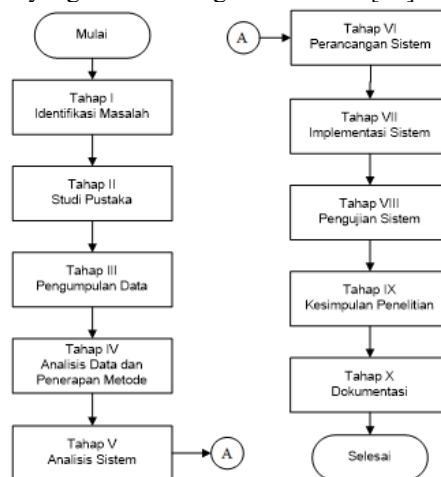 Mulai
Tahap I
Identifikasi Masalah
Tahap II
Studi Pustaka
Tahap III
Pengumpulan Data
Tahap IV
Analisis Data dan
Penerapan Metode
Tahap V
Analisis Sistem
A
A
Tahap VI
Perancangan Sistem
Tahap VII
Implementasi Sistem
Tahap VIII
Pengujian Sistem
Tahap IX
Kesimpulan Penelitian
Tahap X
Dokumentasi
Selesai